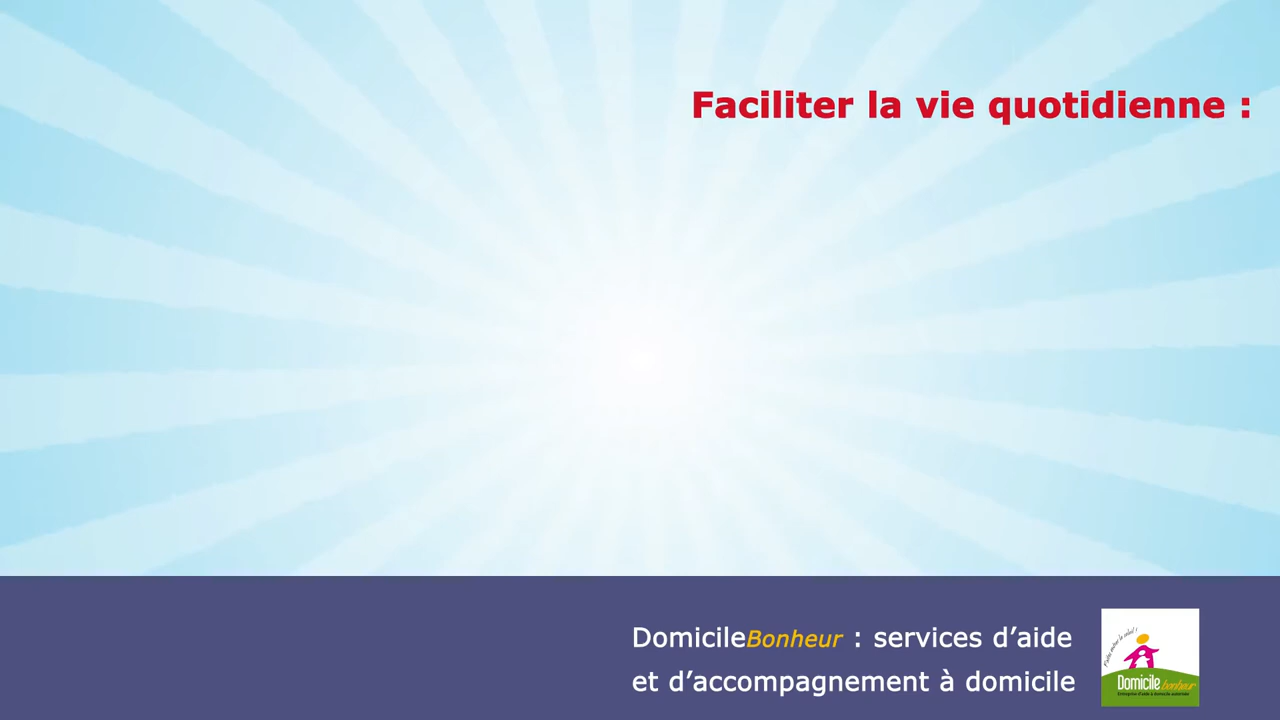 Faciliter la vie quotidienne :
DomicileBonheur : services d’aide
et d’accompagnement à domicile
Domicile bonheur